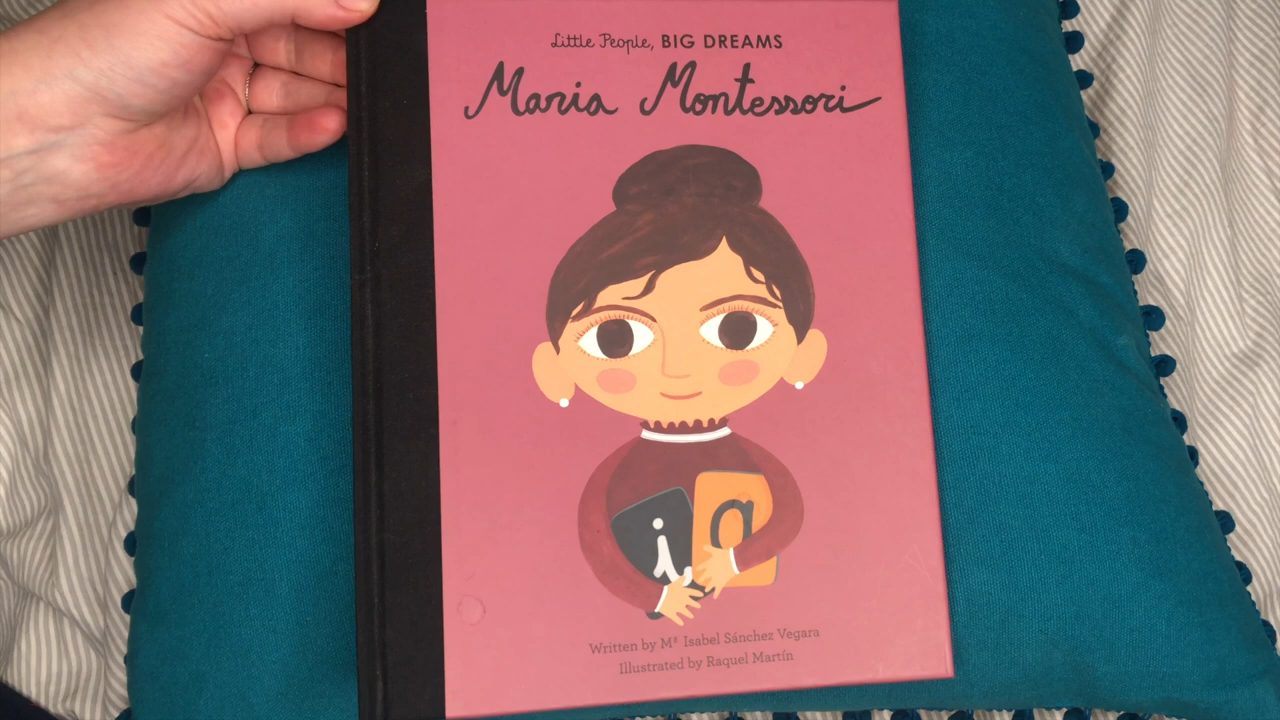 Little People, BIG DREAMS
Maria Montessori
i a
Written by Mª Isabel Sánchez Vegara
Illustrated by Raquel Martín